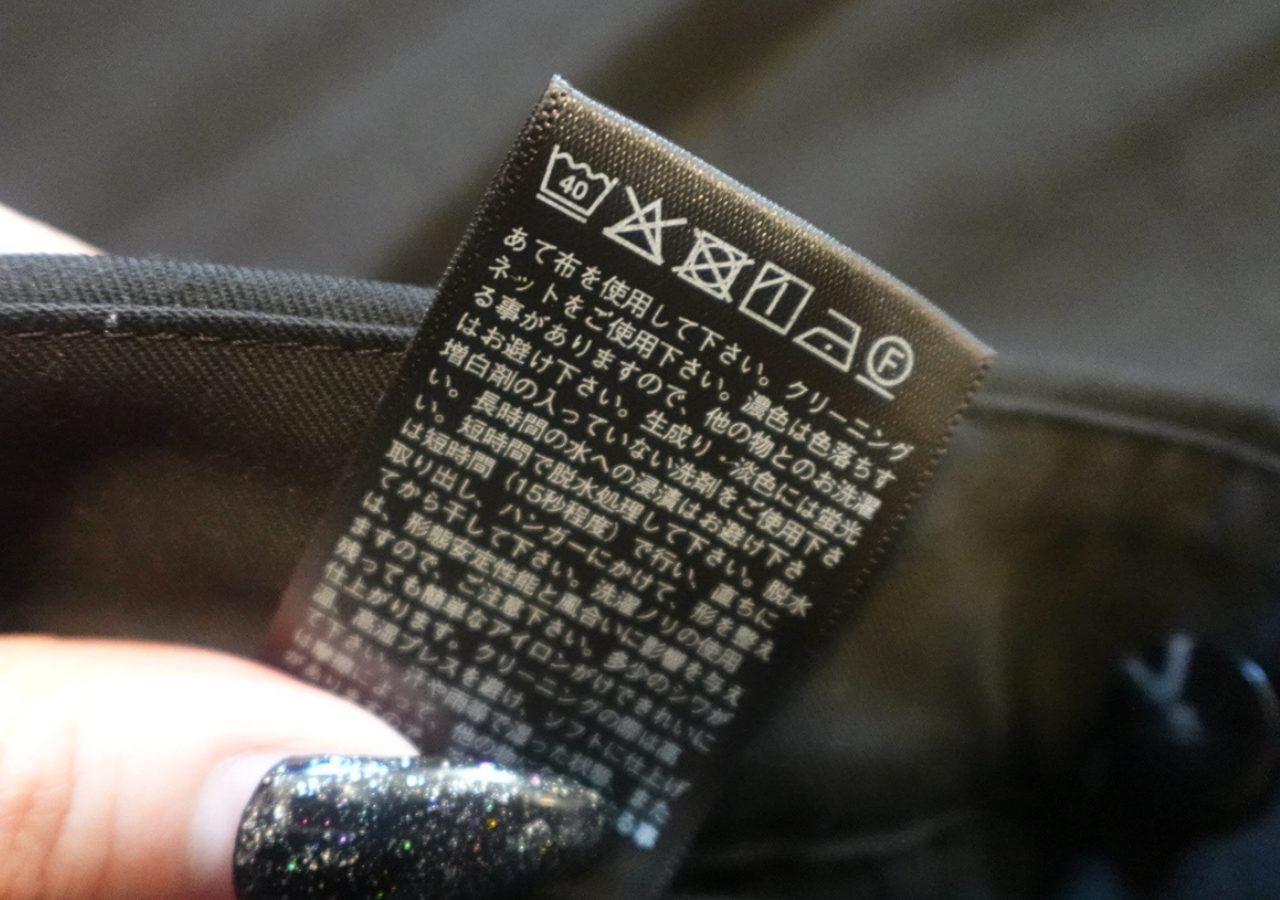 40
F
あて布を使用して下さい。クリーニング
ネットをご使用下さい。濃色は色落ちす
る事がありますので、他の物とのお洗濯
はお避け下さい。生成り・淡色には蛍光
増白剤の入っていない洗剤をご使用下さ
い。長時間の水への浸漬はお避け下さ
い。短時間で脱水処理して下さい。脱水
は短時間（15秒程度）で行い、直ちに
取り出し、ハンガーにかけて、形を整え
てから干して下さい。洗濯ノリの使用
は、形態安定性能と風合いに影響を与え
ますので、ご注意下さい。多少のシワが
残っても簡単なアイロンがけできれいに
仕上がります。クリーニングの際は高
温、高温プレスを避け、ソフトに仕上げ
て下さい。